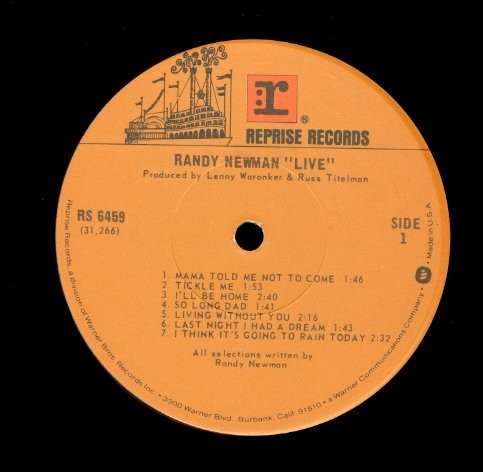 r
®
REPRISE RECORDS
RANDY NEWMAN "LIVE"
Produced by Lenny Waronker & Russ Titelman
RS 6459
(31,266)
SIDE
1
1. MAMA TOLD ME NOT TO COME 1:46
2. TICKLE ME 1:53
3. I'LL BE HOME 2:40
4. SO LONG DAD 1:41
5. LIVING WITHOUT YOU 2:16
6. LAST NIGHT I HAD A DREAM 1:43
7. I THINK IT'S GOING TO RAIN TODAY 2:32
All selections written by
Randy Newman
Reprise Records, a division of Warner Bros. Records Inc. • 3300 Warner Blvd., Burbank, Calif. 91510 • a Warner Communications Company • Made in U.S.A.